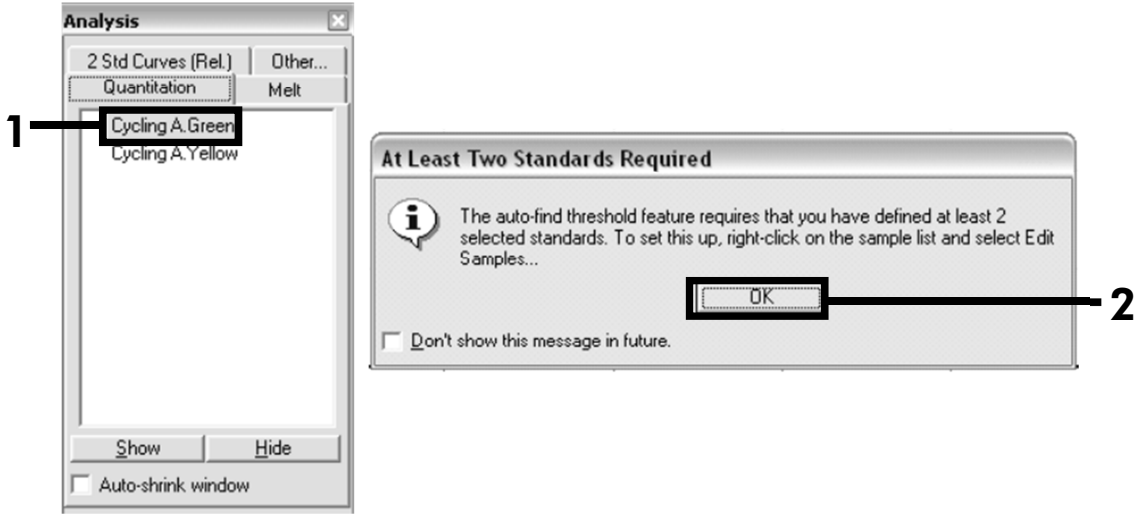 Analysis
2 Std Curves (Rel.) Other...
Quantitation Melt
1
Cycling A.Green
Cycling A.Yellow
Show Hide
Auto-shrink window
At Least Two Standards Required
The auto-find threshold feature requires that you have defined at least 2
selected standards. To set this up, right-click on the sample list and select Edit
Samples...
OK
2
Don't show this message in future.